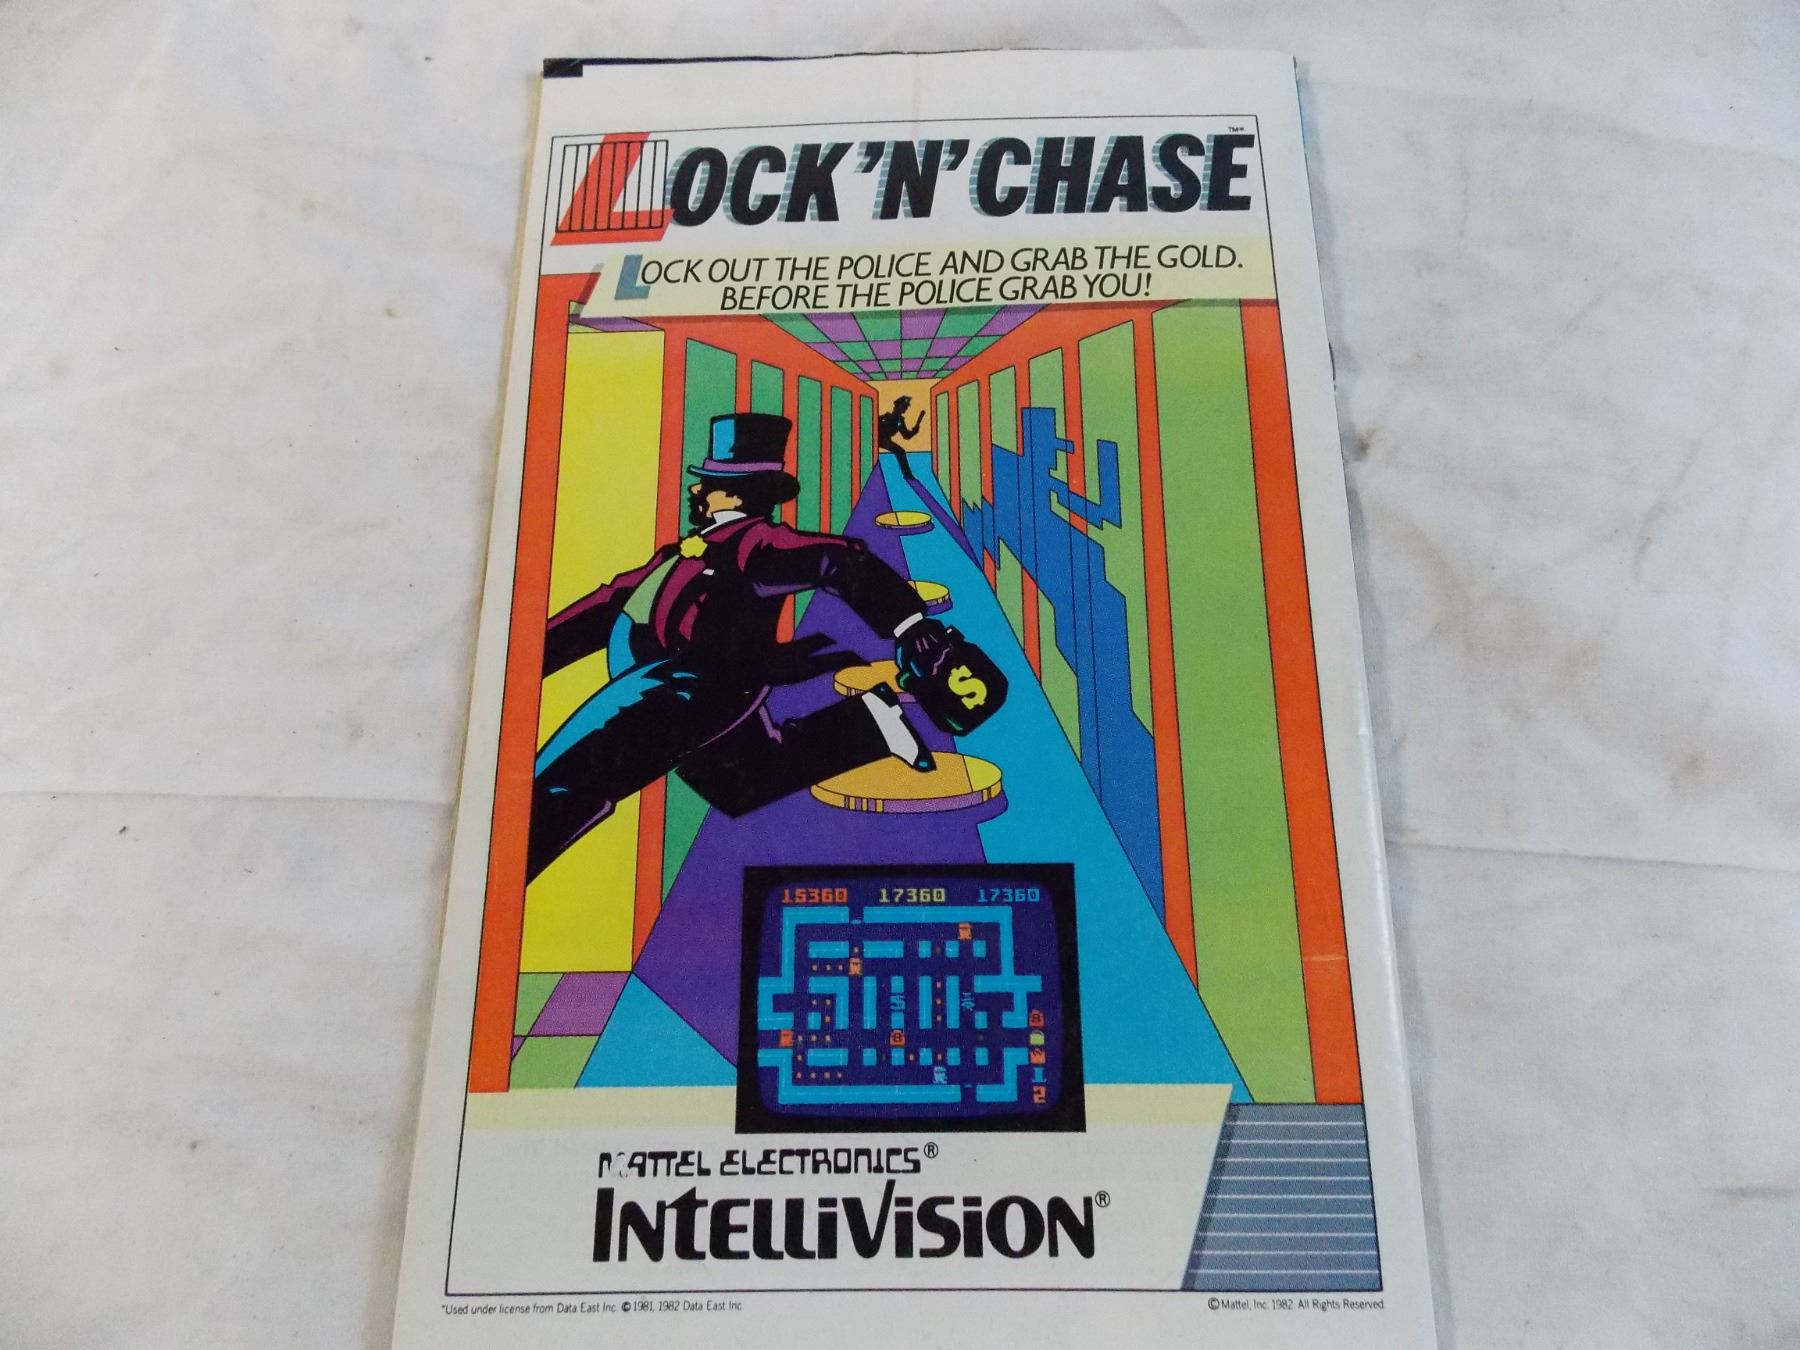 LOCK 'N' CHASE™*
LOCK OUT THE POLICE AND GRAB THE GOLD.
BEFORE THE POLICE GRAB YOU!
$
15360 17360 17360
2
MATTEL ELECTRONICS®
INTELLIVISION®
*Used under license from Data East Inc. © 1981, 1982 Data East Inc
© Mattel, Inc. 1982. All Rights Reserved.